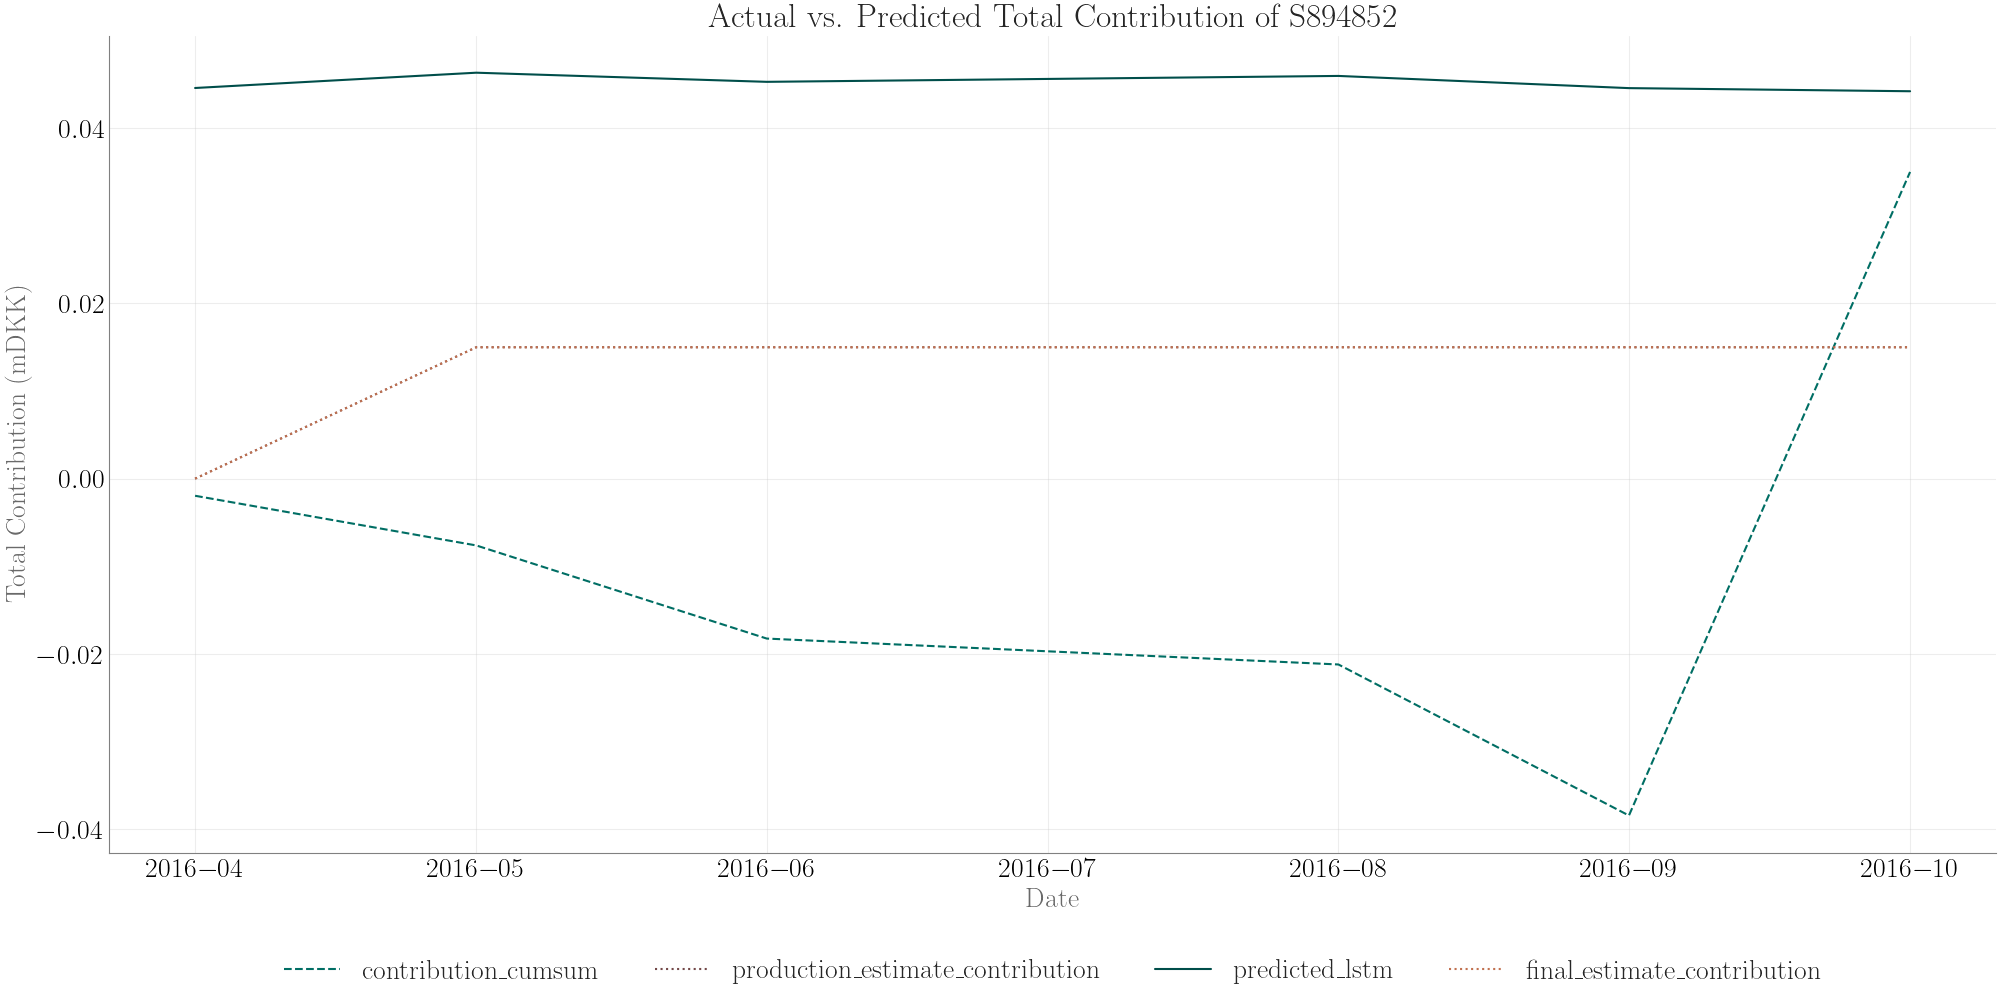 Actual vs. Predicted Total Contribution of S894852
Total Contribution (mDKK)
0.04
0.02
0.00
−0.02
−0.04
2016−04 2016−05 2016−06 2016−07 2016−08 2016−09 2016−10
Date
contribution_cumsum production_estimate_contribution predicted_lstm final_estimate_contribution